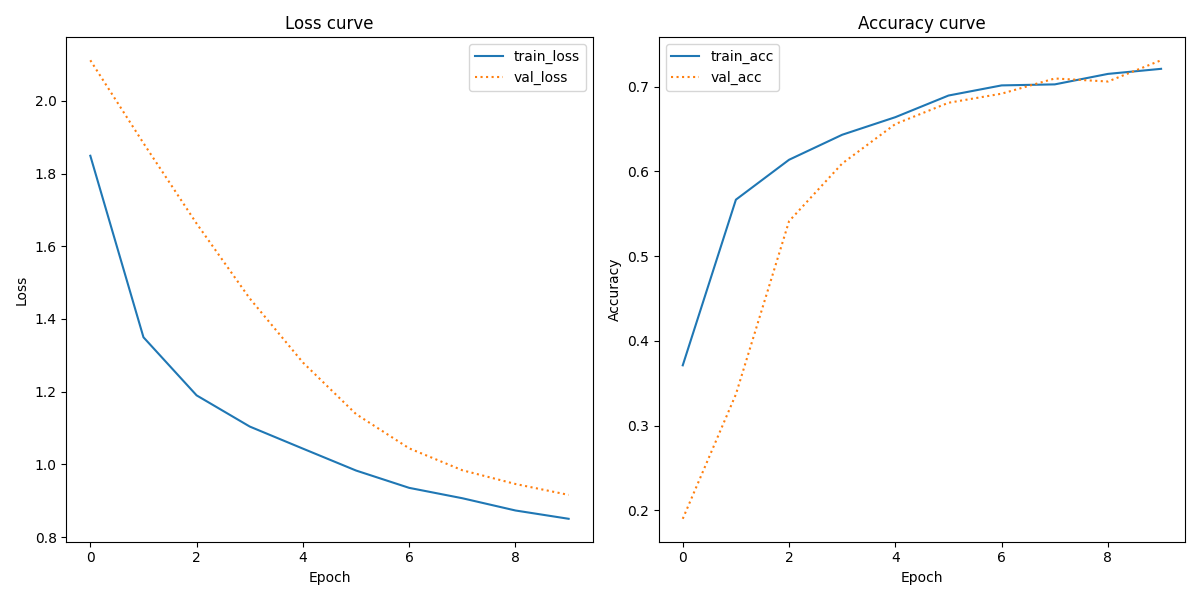 Loss curve
train_loss
val_loss
2.0
1.8
1.6
1.4
1.2
1.0
0.8
Loss
0 2 4 6 8
Epoch
Accuracy curve
train_acc
val_acc
0.7
0.6
0.5
0.4
0.3
0.2
Accuracy
0 2 4 6 8
Epoch